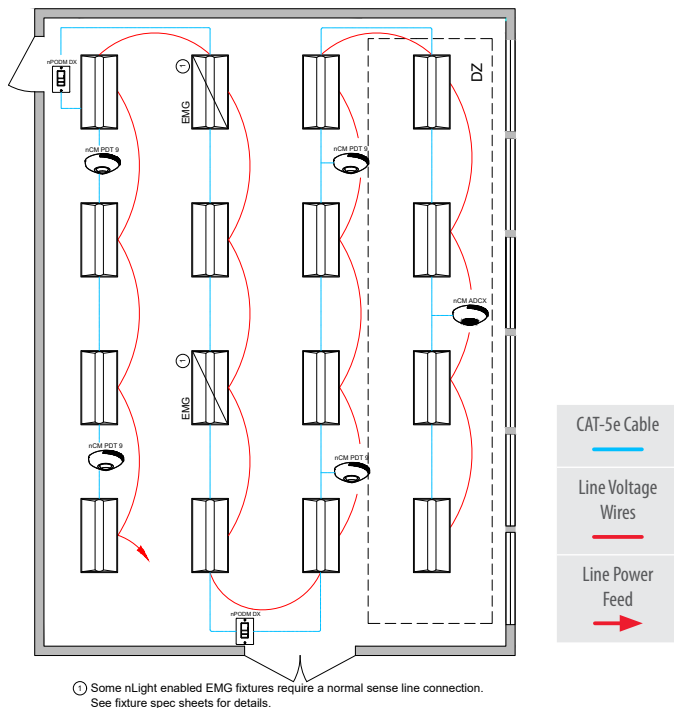 nPODM DX
①
EMG
DZ
nCM PDT 9
nCM PDT 9
nCM ADCX
①
EMG
nCM PDT 9
nCM PDT 9
nPODM DX
CAT-5e Cable
Line Voltage
Wires
Line Power
Feed
① Some nLight enabled EMG fixtures require a normal sense line connection.
See fixture spec sheets for details.